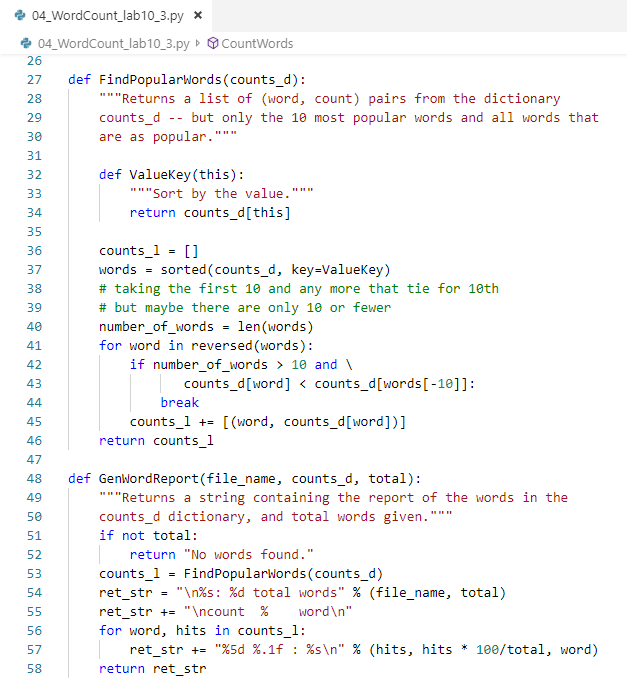 04_WordCount_lab10_3.py ×
04_WordCount_lab10_3.py CountWords
26
27 def FindPopularWords(counts_d):
28     """Returns a list of (word, count) pairs from the dictionary
29     counts_d -- but only the 10 most popular words and all words that
30     are as popular."""
31
32     def ValueKey(this):
33         """Sort by the value."""
34         return counts_d[this]
35
36     counts_l = []
37     words = sorted(counts_d, key=ValueKey)
38     # taking the first 10 and any more that tie for 10th
39     # but maybe there are only 10 or fewer
40     number_of_words = len(words)
41     for word in reversed(words):
42         if number_of_words > 10 and \
43                counts_d[word] < counts_d[words[-10]]:
44             break
45         counts_l += [(word, counts_d[word])]
46     return counts_l
47
48 def GenWordReport(file_name, counts_d, total):
49     """Returns a string containing the report of the words in the
50     counts_d dictionary, and total words given."""
51     if not total:
52         return "No words found."
53     counts_l = FindPopularWords(counts_d)
54     ret_str = "\n%s: %d total words" % (file_name, total)
55     ret_str += "\ncount  %    word\n"
56     for word, hits in counts_l:
57         ret_str += "%5d %.1f : %s\n" % (hits, hits * 100/total, word)
58     return ret_str